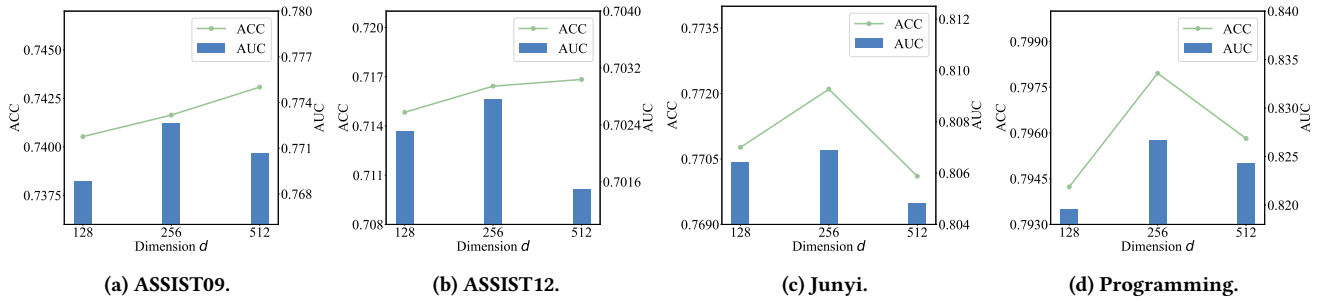 0.7475
0.7450
0.7425
0.7400
0.7375
ACC
0.780
0.777
0.774
0.771
0.768
AUC
ACC
AUC
128
256
512
Dimension d
(a) ASSIST09.
0.720
0.717
0.714
0.711
0.708
ACC
0.7040
0.7032
0.7024
0.7016
AUC
ACC
AUC
128
256
512
Dimension d
(b) ASSIST12.
0.7735
0.7720
0.7705
0.7690
ACC
0.812
0.810
0.808
0.806
0.804
AUC
ACC
AUC
128
256
512
Dimension d
(c) Junyi.
0.7990
0.7975
0.7960
0.7945
0.7930
ACC
0.840
0.835
0.830
0.825
0.820
AUC
ACC
AUC
128
256
512
Dimension d
(d) Programming.